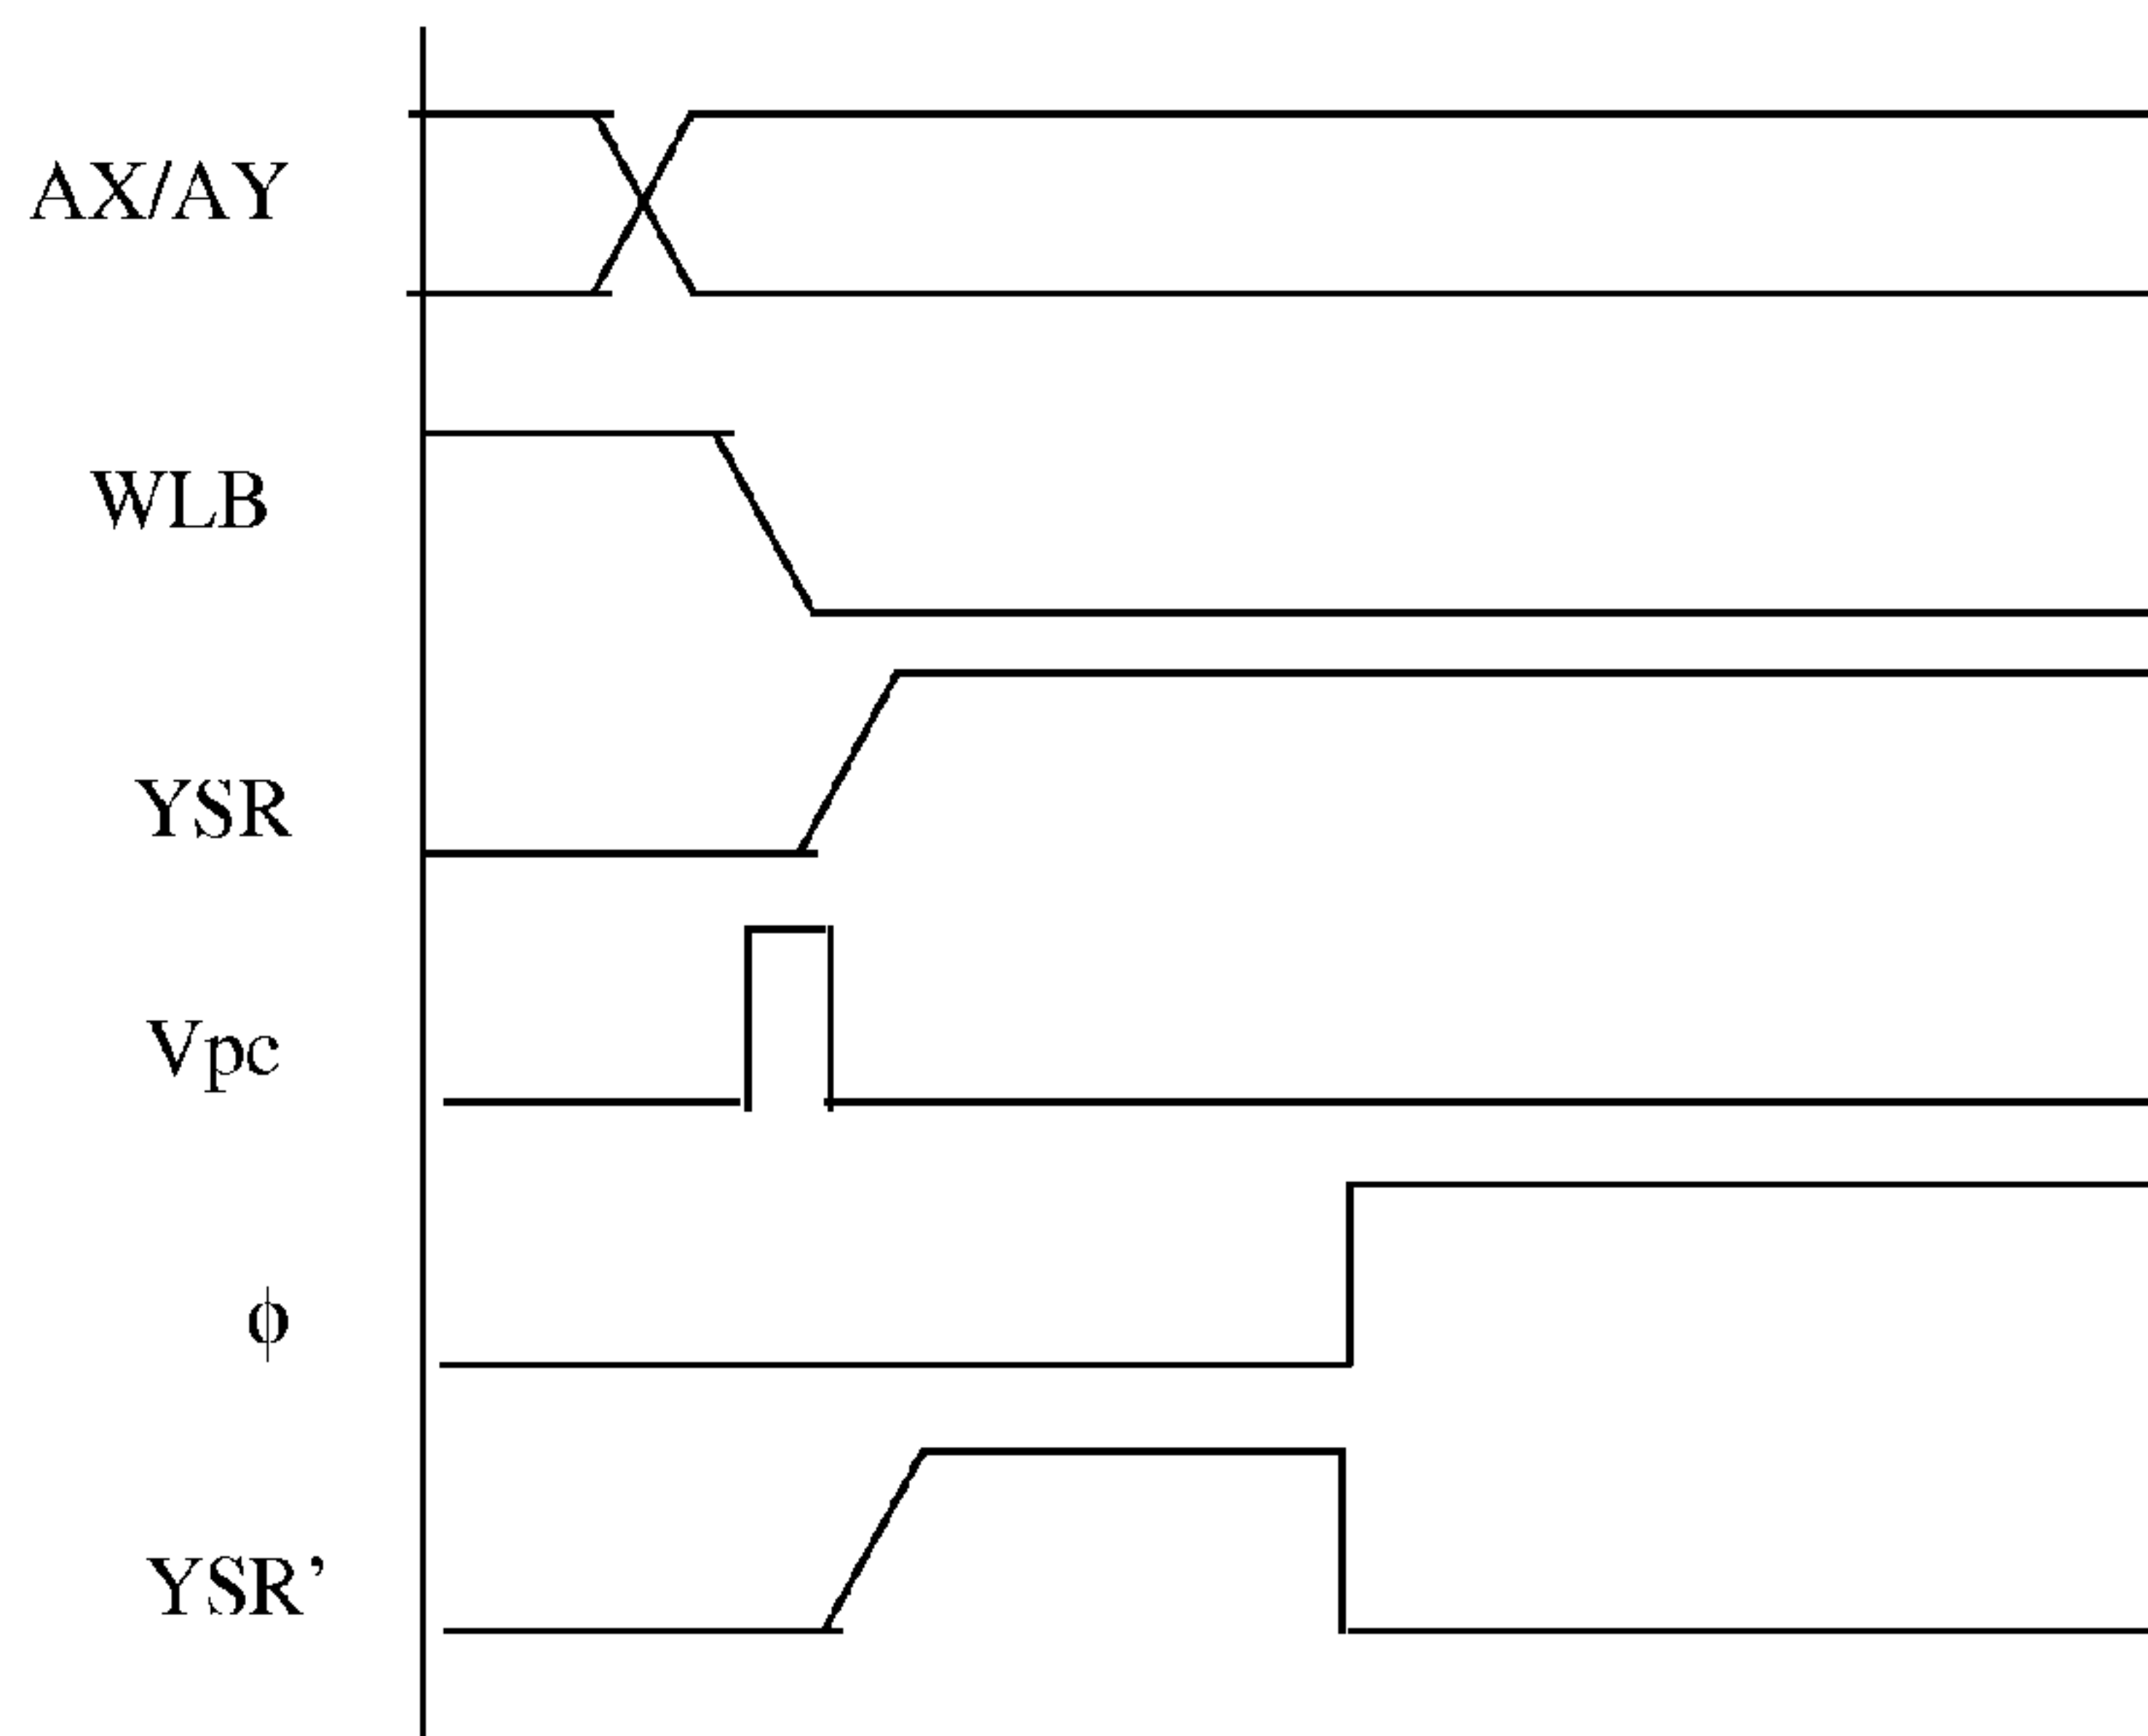 AX/AY
WLB
YSR
Vpc
ϕ
YSR’